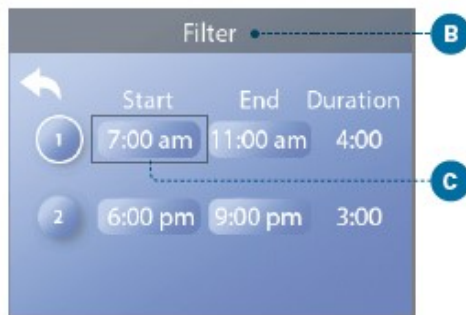 Filter
B
Start End Duration
1 7:00 am 11:00 am 4:00
C
2 6:00 pm 9:00 pm 3:00